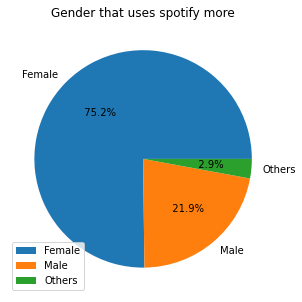 Gender that uses spotify more
Female
75.2%
2.9%
Others
21.9%
Male
Female
Male
Others